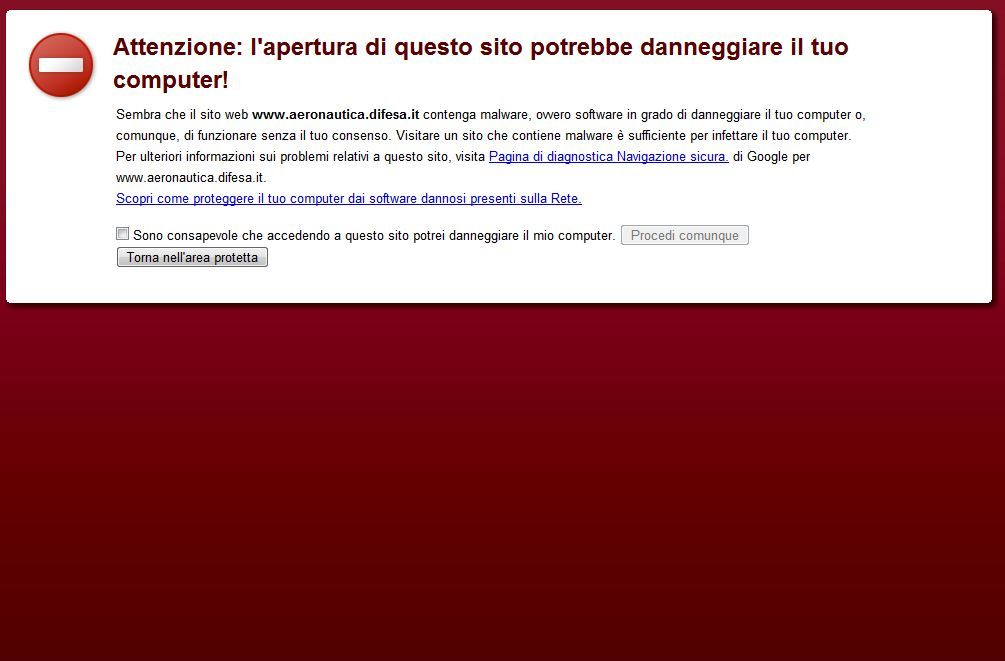 Attenzione: l'apertura di questo sito potrebbe danneggiare il tuo
computer!
Sembra che il sito web www.aeronautica.difesa.it contenga malware, ovvero software in grado di danneggiare il tuo computer o,
comunque, di funzionare senza il tuo consenso. Visitare un sito che contiene malware è sufficiente per infettare il tuo computer.
Per ulteriori informazioni sui problemi relativi a questo sito, visita Pagina di diagnostica Navigazione sicura. di Google per
www.aeronautica.difesa.it.
Scopri come proteggere il tuo computer dai software dannosi presenti sulla Rete.
Sono consapevole che accedendo a questo sito potrei danneggiare il mio computer. Procedi comunque
Torna nell'area protetta